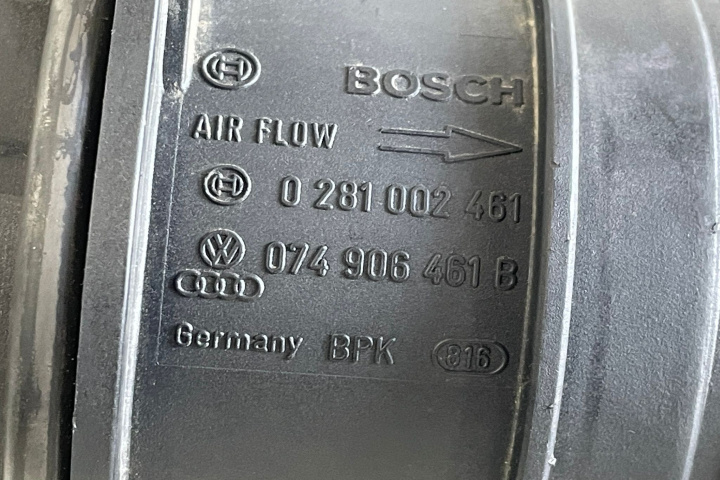 BOSCH
AIR FLOW
0 281 002 461
074 906 461 B
Germany BPK 816